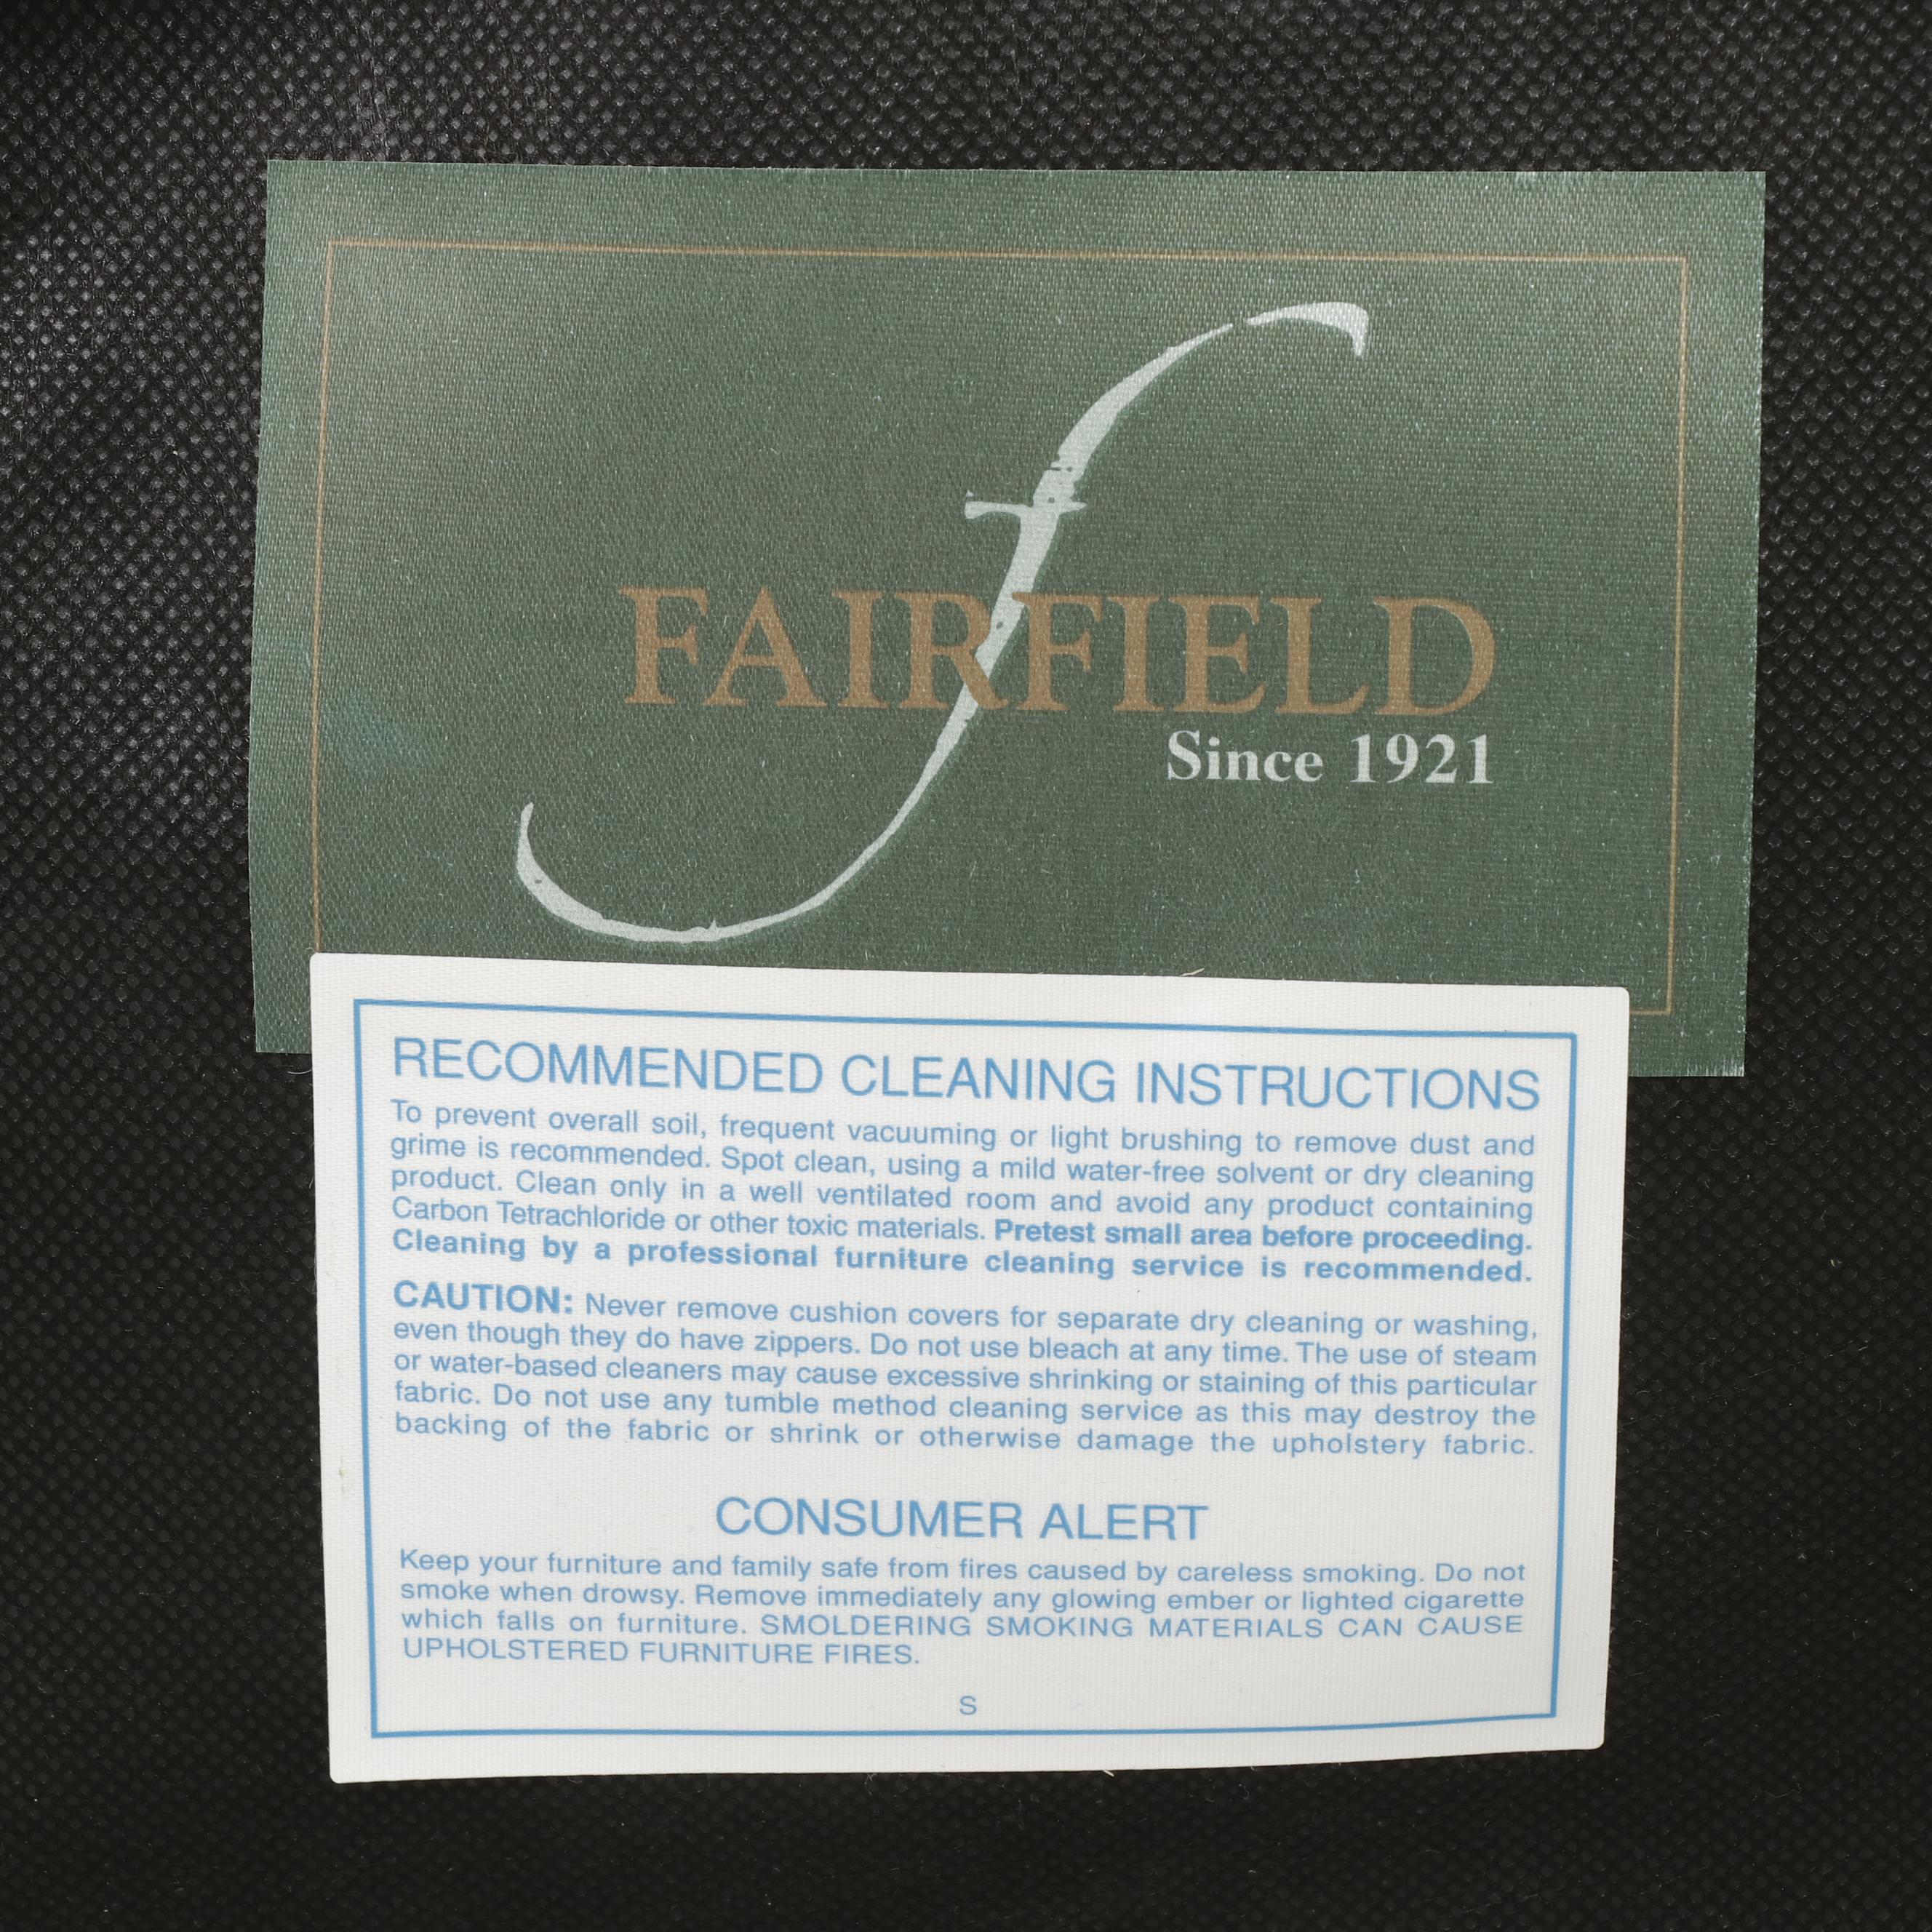 f
FAIRFIELD
Since 1921
RECOMMENDED CLEANING INSTRUCTIONS
To prevent overall soil, frequent vacuuming or light brushing to remove dust and
grime is recommended. Spot clean, using a mild water-free solvent or dry cleaning
product. Clean only in a well ventilated room and avoid any product containing
Carbon Tetrachloride or other toxic materials. Pretest small area before proceeding.
Cleaning by a professional furniture cleaning service is recommended.
CAUTION: Never remove cushion covers for separate dry cleaning or washing,
even though they do have zippers. Do not use bleach at any time. The use of steam
or water-based cleaners may cause excessive shrinking or staining of this particular
fabric. Do not use any tumble method cleaning service as this may destroy the
backing of the fabric or shrink or otherwise damage the upholstery fabric.
CONSUMER ALERT
Keep your furniture and family safe from fires caused by careless smoking. Do not
smoke when drowsy. Remove immediately any glowing ember or lighted cigarette
which falls on furniture. SMOLDERING SMOKING MATERIALS CAN CAUSE
UPHOLSTERED FURNITURE FIRES.
S